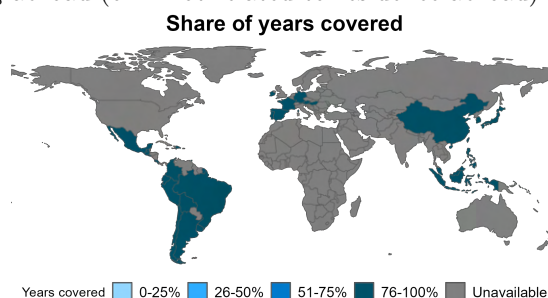 Share of years covered
Years covered 0-25% 26-50% 51-75% 76-100% Unavailable